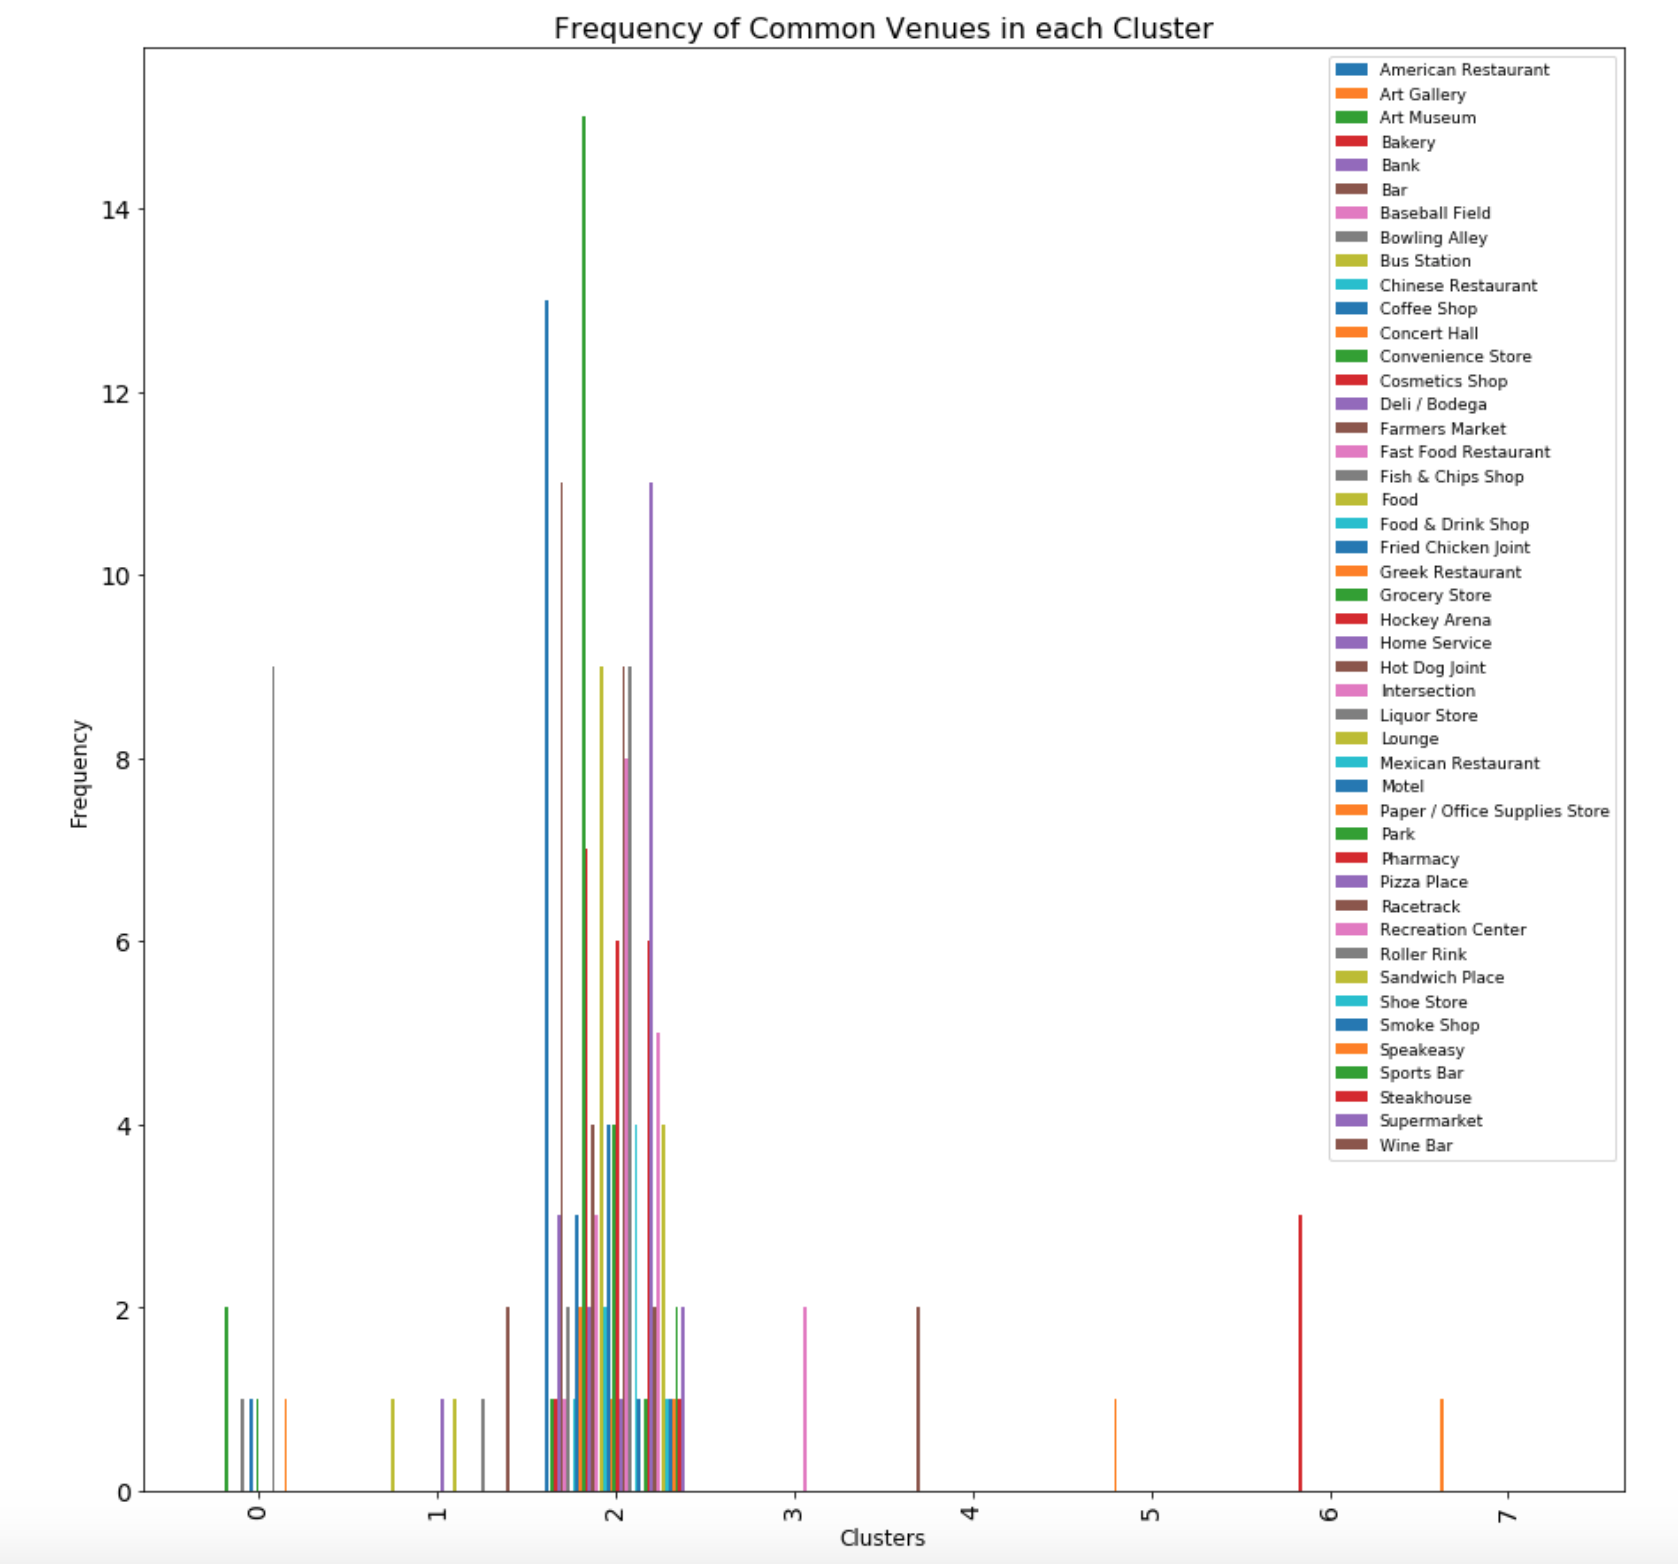 Frequency of Common Venues in each Cluster
American Restaurant
Art Gallery
Art Museum
Bakery
Bank
Bar
Baseball Field
Bowling Alley
Bus Station
Chinese Restaurant
Coffee Shop
Concert Hall
Convenience Store
Cosmetics Shop
Deli / Bodega
Farmers Market
Fast Food Restaurant
Fish & Chips Shop
Food
Food & Drink Shop
Fried Chicken Joint
Greek Restaurant
Grocery Store
Hockey Arena
Home Service
Hot Dog Joint
Intersection
Liquor Store
Lounge
Mexican Restaurant
Motel
Paper / Office Supplies Store
Park
Pharmacy
Pizza Place
Racetrack
Recreation Center
Roller Rink
Sandwich Place
Shoe Store
Smoke Shop
Speakeasy
Sports Bar
Steakhouse
Supermarket
Wine Bar
14
12
10
8
6
4
2
0
Frequency
0
1
2
3
4
5
6
7
Clusters